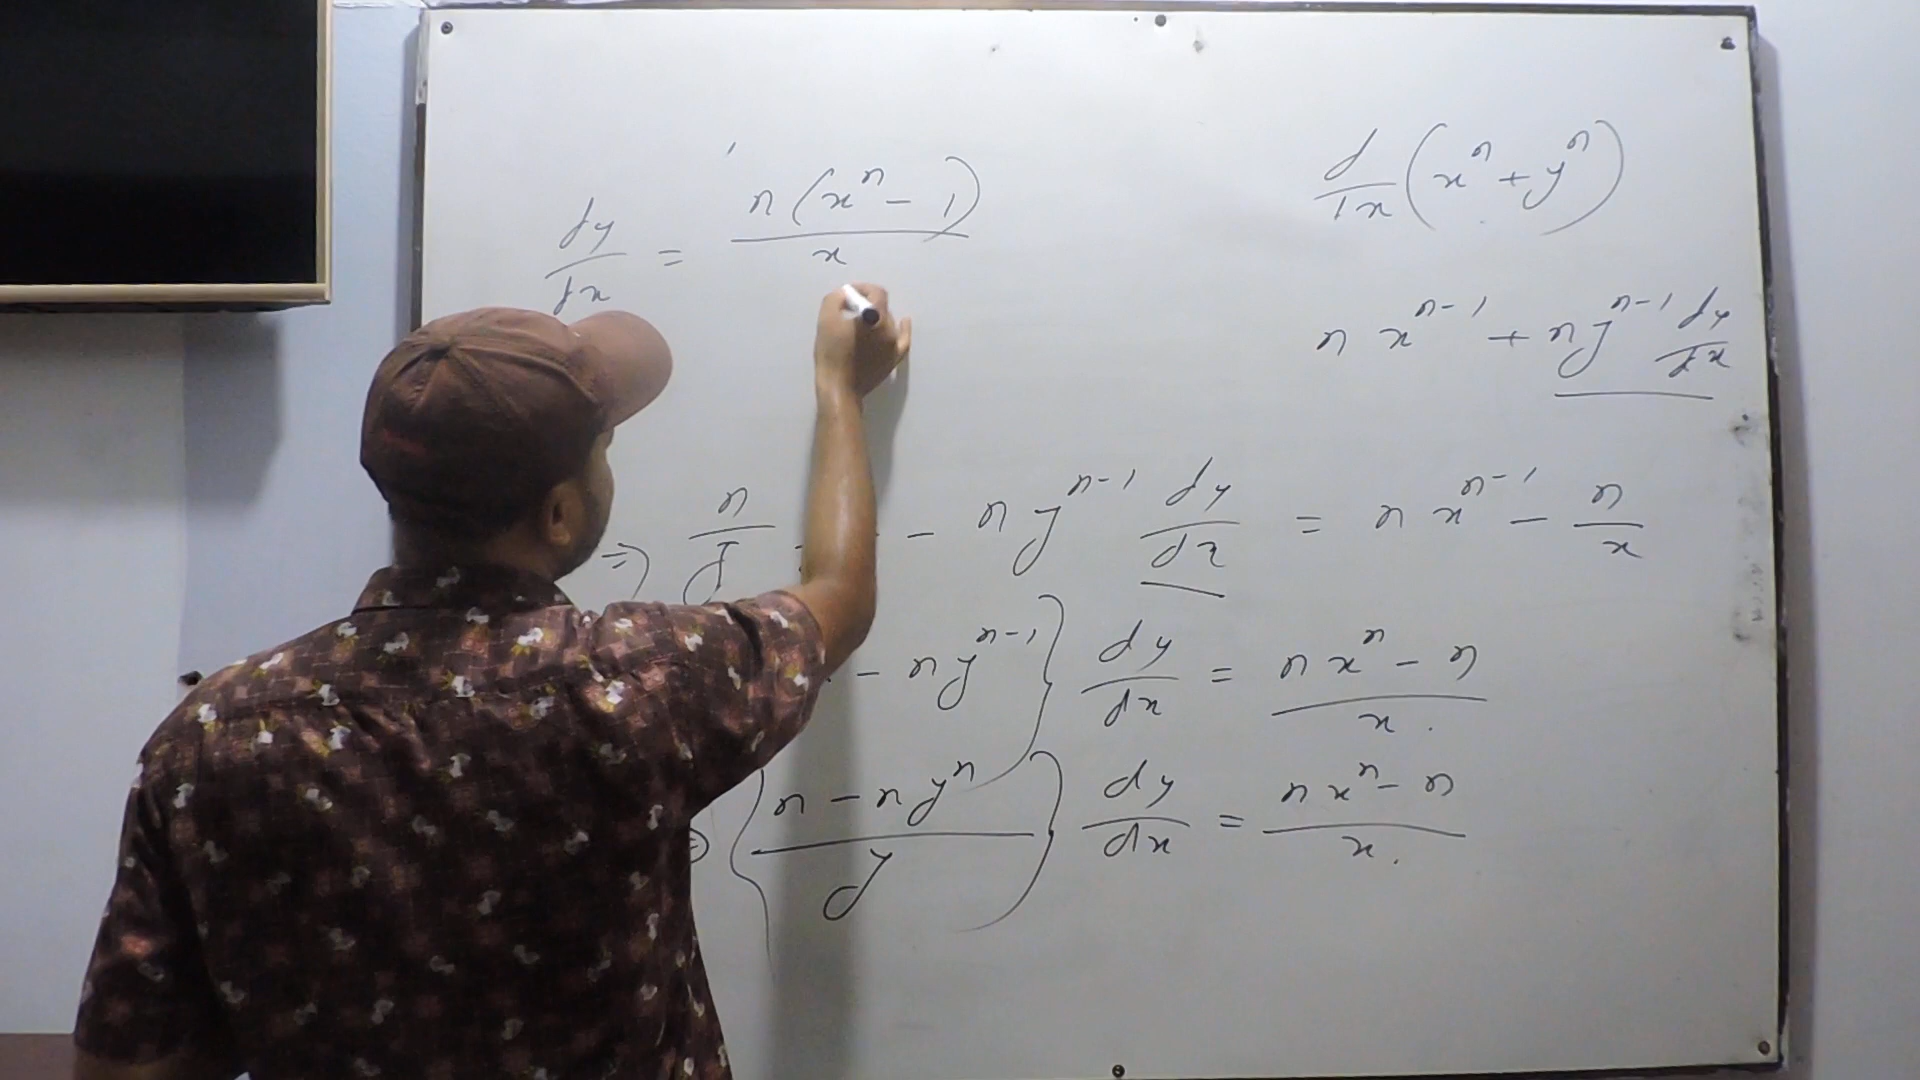 dy/dx = n(x^n - 1)/x
d/dx (x^n + y^n)
n x^{n-1} + n y^{n-1} dy/dx
⇒ n/y - n y^{n-1} dy/dx = n x^{n-1} - n/x
- n y^{n-1} } dy/dx = (n x^n - n)/x .
⇒ { (n - n y^n)/y } dy/dx = (n x^n - n)/x .